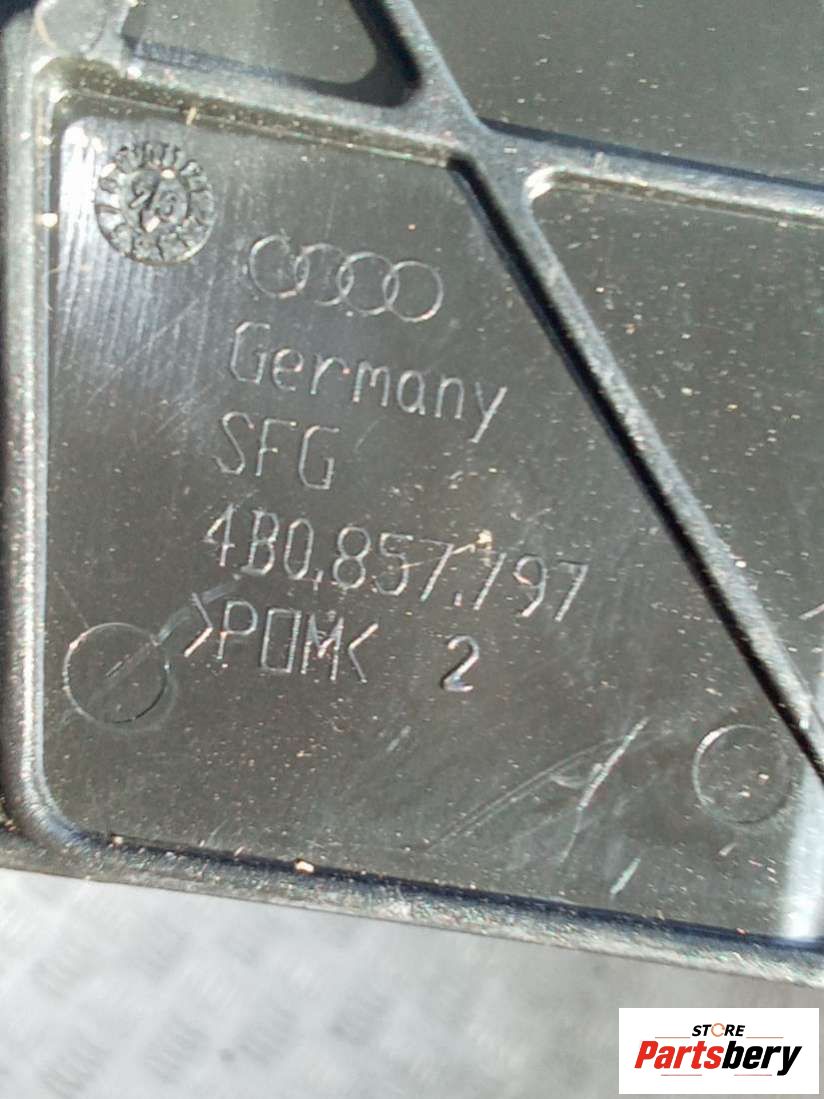 Germany
SFG
4B0.857.797
>POM< 2
STORE
Partsbery